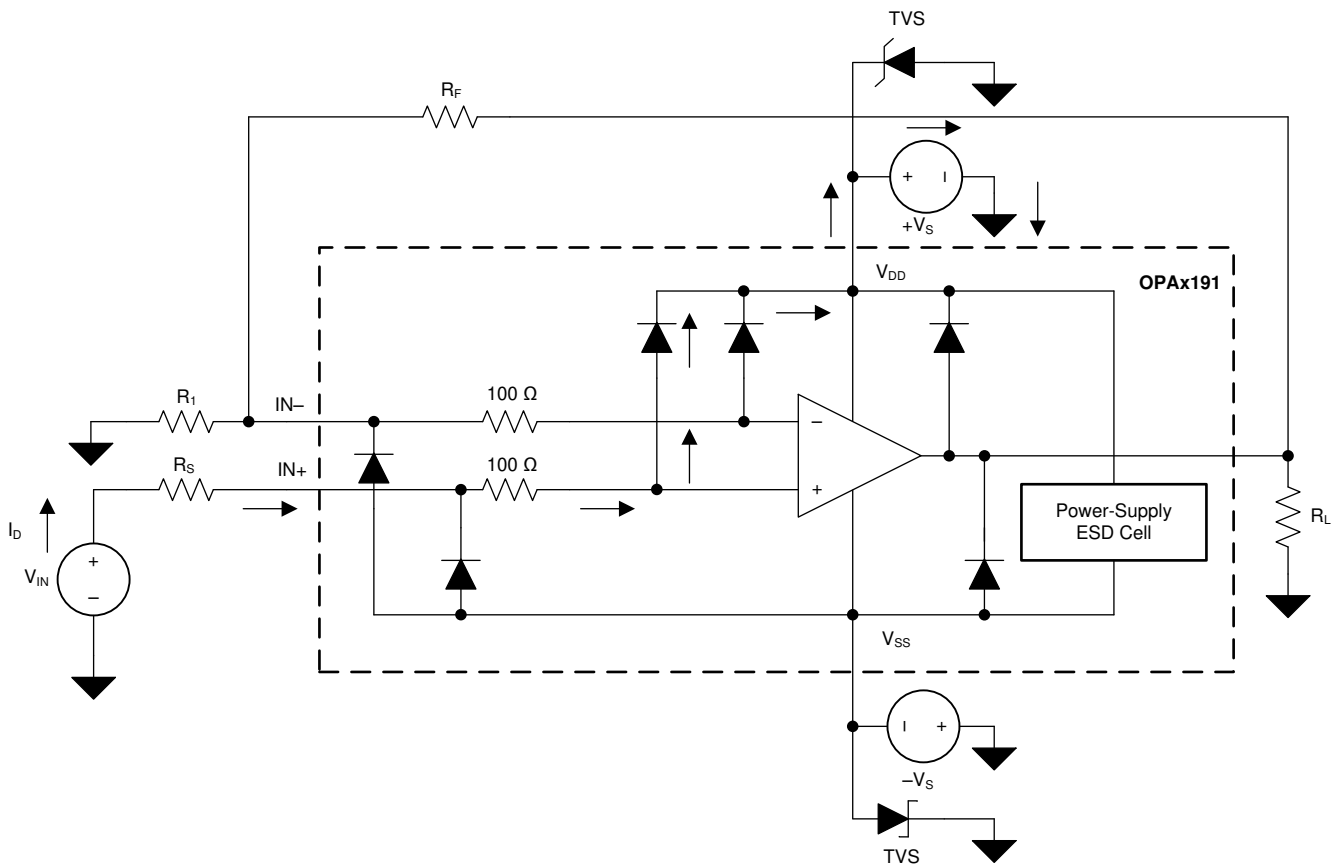 TVS
R_F
+ –
+V_S
V_DD
OPAx191
R_1
IN–
100 Ω
–
R_S
IN+
100 Ω
+
Power-Supply
ESD Cell
R_L
I_D
V_IN
+
–
V_SS
– +
–V_S
TVS